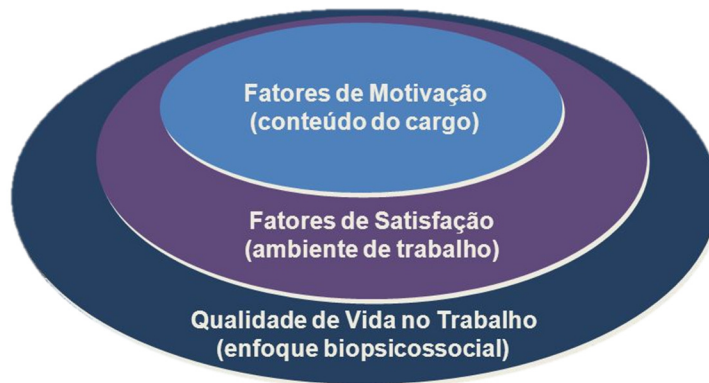 Fatores de Motivação
(conteúdo do cargo)
Fatores de Satisfação
(ambiente de trabalho)
Qualidade de Vida no Trabalho
(enfoque biopsicossocial)